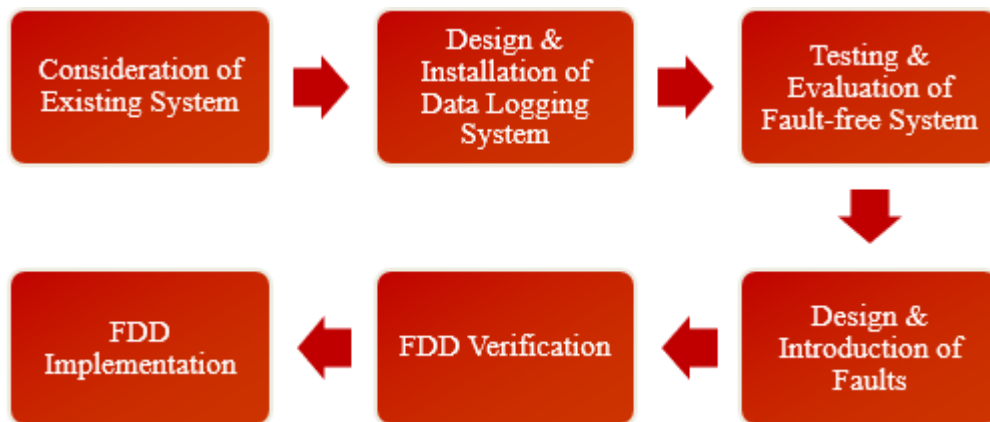 Consideration of
Existing System
Design &
Installation of
Data Logging
System
Testing &
Evaluation of
Fault-free System
Design &
Introduction of
Faults
FDD Verification
FDD
Implementation